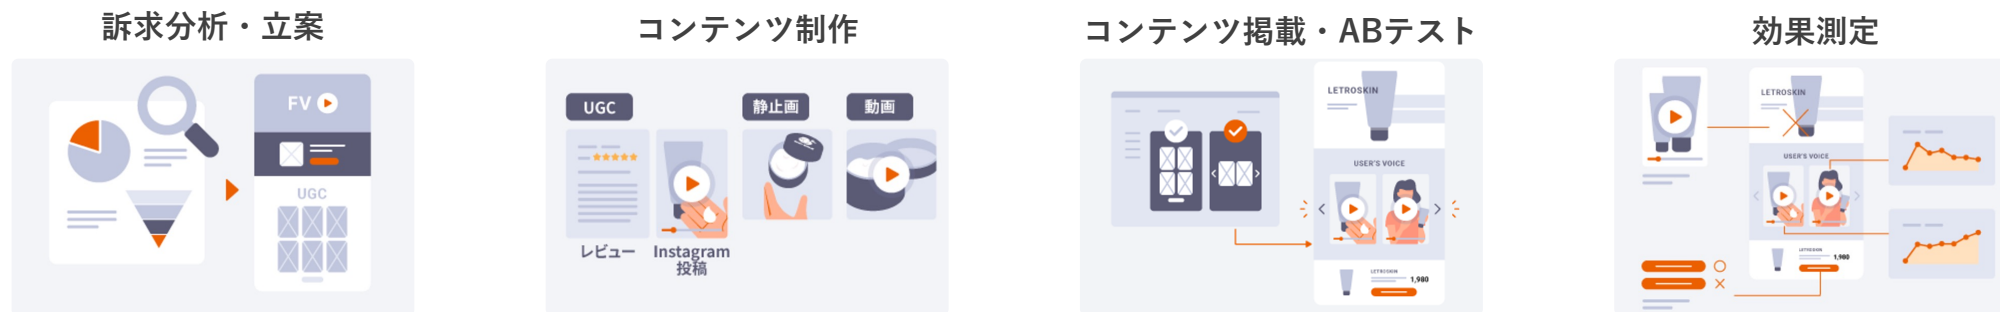 訴求分析・立案
FV
UGC
コンテンツ制作
UGC
静止画
動画
レビュー
Instagram
投稿
コンテンツ掲載・ABテスト
LETROSKIN
USER'S VOICE
LETROSKIN
1,980
効果測定
LETROSKIN
USER'S VOICE
LETROSKIN
1,980